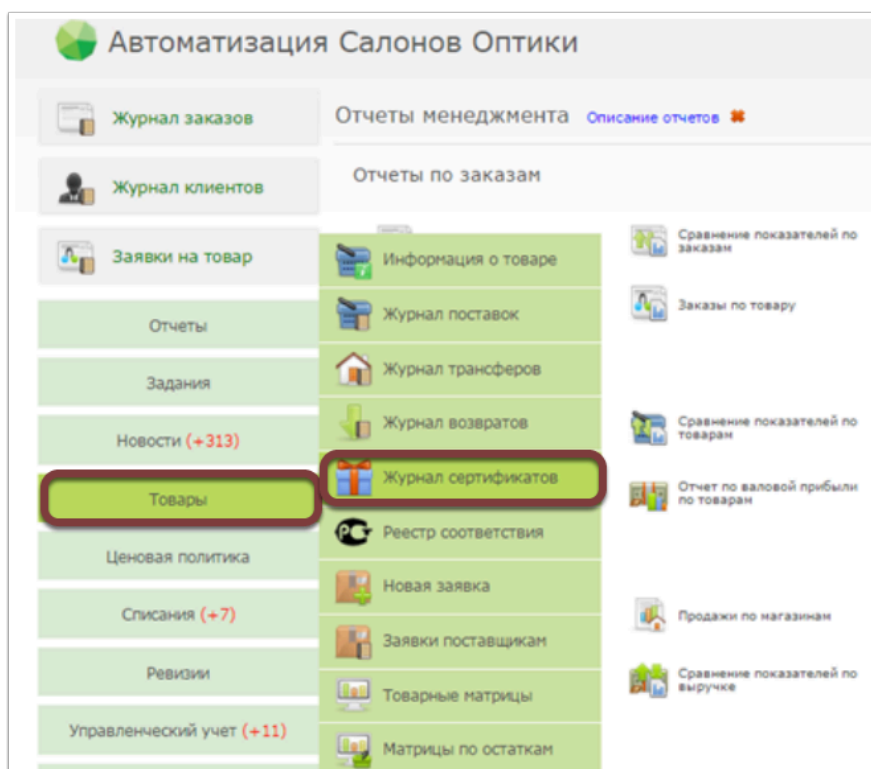 Автоматизация Салонов Оптики
Журнал заказов
Журнал клиентов
Заявки на товар
Отчеты
Задания
Новости (+313)
Товары
Ценовая политика
Списания (+7)
Ревизии
Управленческий учет (+11)
Информация о товаре
Журнал поставок
Журнал трансферов
Журнал возвратов
Журнал сертификатов
Реестр соответствия
Новая заявка
Заявки поставщикам
Товарные матрицы
Матрицы по остаткам
Отчеты менеджмента Описание отчетов
Отчеты по заказам
Сравнение показателей по
заказам
Заказы по товару
Сравнение показателей по
товарам
Отчет по валовой прибыли
по товарам
Продажи по магазинам
Сравнение показателей по
выручке